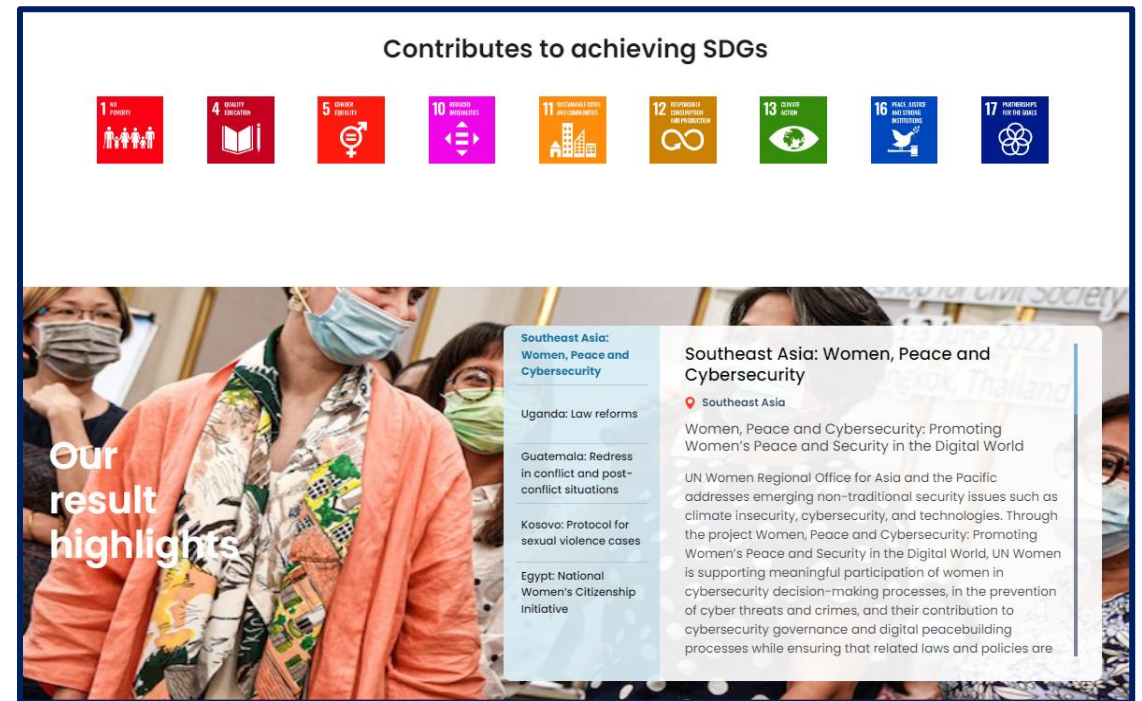 Contributes to achieving SDGs
1 NO
POVERTY
4 QUALITY
EDUCATION
5 GENDER
EQUALITY
10 REDUCED
INEQUALITIES
11 SUSTAINABLE CITIES
AND COMMUNITIES
12 RESPONSIBLE
CONSUMPTION
AND PRODUCTION
13 CLIMATE
ACTION
16 PEACE, JUSTICE
AND STRONG
INSTITUTIONS
17 PARTNERSHIPS
FOR THE GOALS
for Civil Society
1-3 June 2022
Thailand
Our
result
highlights
Southeast Asia:
Women, Peace and
Cybersecurity
Uganda: Law reforms
Guatemala: Redress
in conflict and post-
conflict situations
Kosovo: Protocol for
sexual violence cases
Egypt: National
Women's Citizenship
Initiative
Southeast Asia: Women, Peace and
Cybersecurity
Southeast Asia
Women, Peace and Cybersecurity: Promoting
Women's Peace and Security in the Digital World
UN Women Regional Office for Asia and the Pacific
addresses emerging non-traditional security issues such as
climate insecurity, cybersecurity, and technologies. Through
the project Women, Peace and Cybersecurity: Promoting
Women's Peace and Security in the Digital World, UN Women
is supporting meaningful participation of women in
cybersecurity decision-making processes, in the prevention
of cyber threats and crimes, and their contribution to
cybersecurity governance and digital peacebuilding
processes while ensuring that related laws and policies are